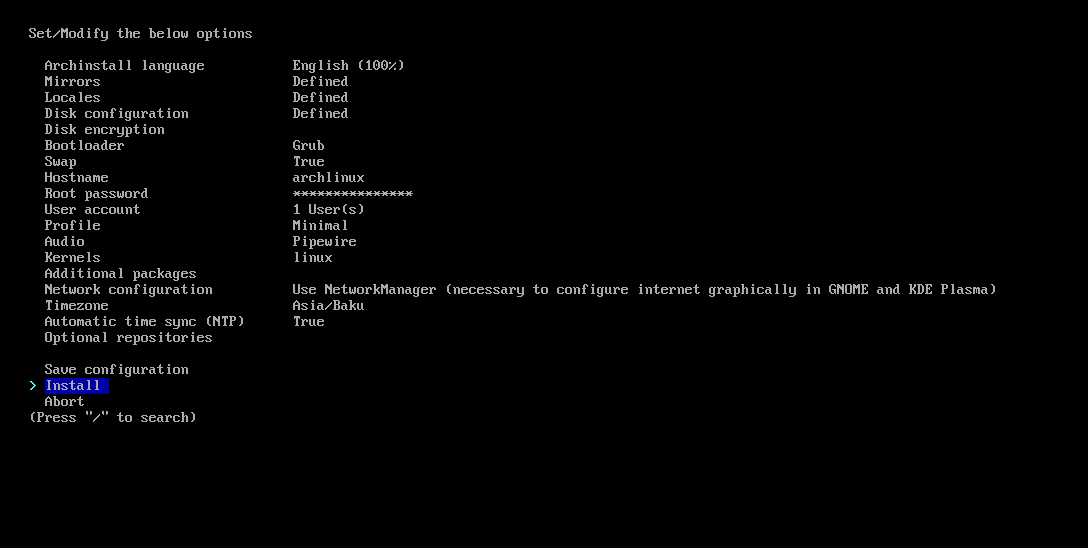 Set/Modify the below options
Archinstall language English (100%)
Mirrors Defined
Locales Defined
Disk configuration Defined
Disk encryption
Bootloader Grub
Swap True
Hostname archlinux
Root password ***************
User account 1 User(s)
Profile Minimal
Audio Pipewire
Kernels linux
Additional packages
Network configuration Use NetworkManager (necessary to configure internet graphically in GNOME and KDE Plasma)
Timezone Asia/Baku
Automatic time sync (NTP) True
Optional repositories
Save configuration
> Install
Abort
(Press "/" to search)